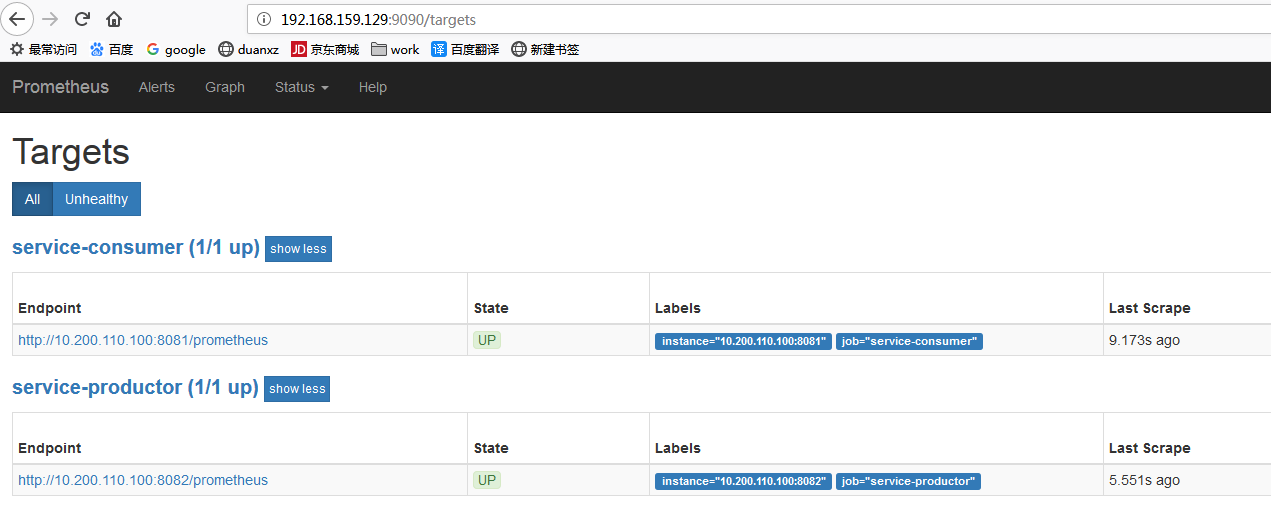 192.168.159.129:9090/targets
最常访问 百度 google duanxz JD 京东商城 work 译 百度翻译 新建书签
Prometheus Alerts Graph Status Help
Targets
All Unhealthy
service-consumer (1/1 up) show less
Endpoint State Labels Last Scrape
http://10.200.110.100:8081/prometheus UP instance="10.200.110.100:8081" job="service-consumer" 9.173s ago
service-productor (1/1 up) show less
Endpoint State Labels Last Scrape
http://10.200.110.100:8082/prometheus UP instance="10.200.110.100:8082" job="service-productor" 5.551s ago